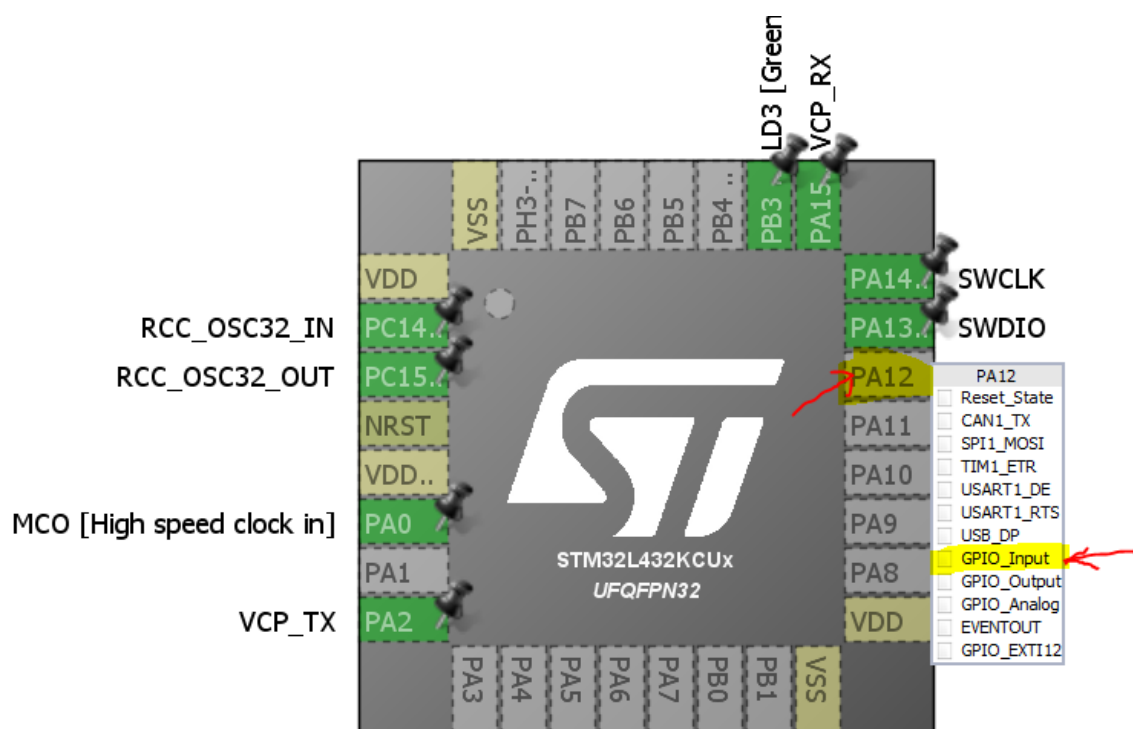 LD3 [Green
VCP_RX
VSS
PH3-..
PB7
PB6
PB5
PB4 ..
PB3
PA15
VDD
RCC_OSC32_IN
PC14..
RCC_OSC32_OUT
PC15..
NRST
VDD..
MCO [High speed clock in]
PA0
PA1
VCP_TX
PA2
STM32L432KCUx
UFQFPN32
PA14..
SWCLK
PA13..
SWDIO
PA12
PA11
PA10
PA9
PA8
VDD
PA12
Reset_State
CAN1_TX
SPI1_MOSI
TIM1_ETR
USART1_DE
USART1_RTS
USB_DP
GPIO_Input
GPIO_Output
GPIO_Analog
EVENTOUT
GPIO_EXTI12
PA3
PA4
PA5
PA6
PA7
PB0
PB1
VSS